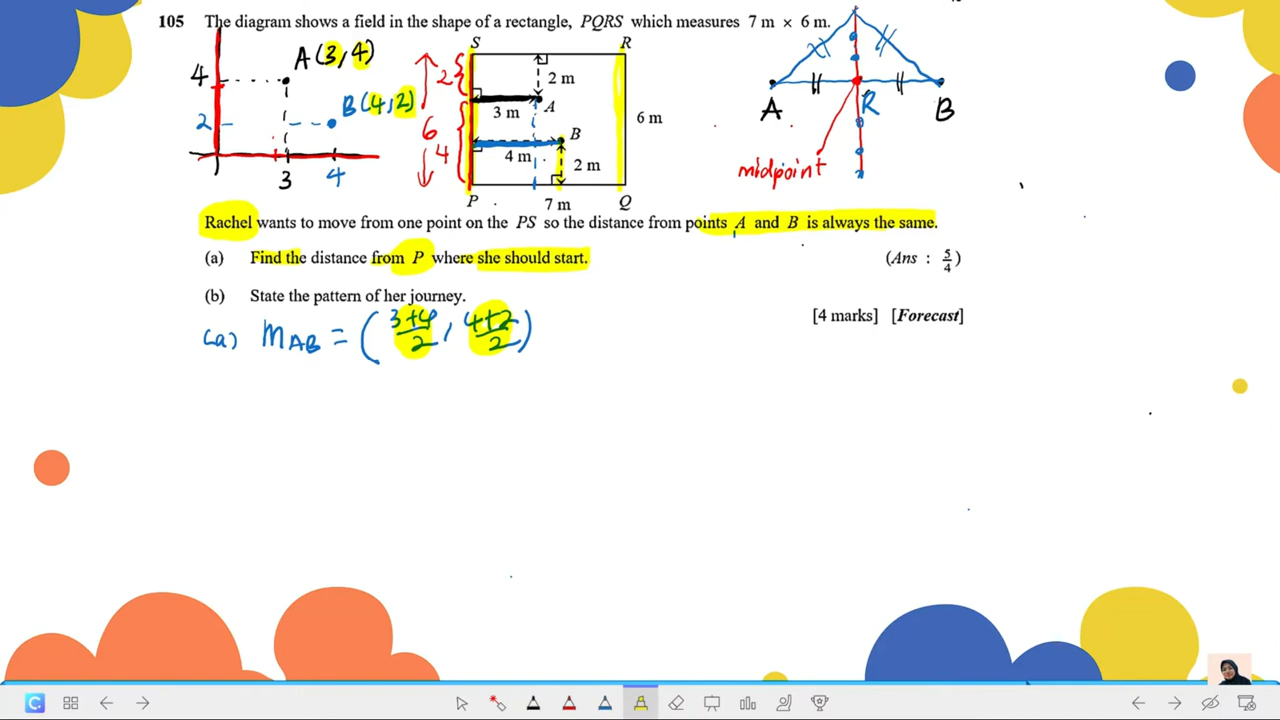 105 The diagram shows a field in the shape of a rectangle, PQRS which measures 7 m × 6 m.
A(3, 4)
4
B(4, 2)
2
3
4
S
R
2
2 m
A
3 m
6
6 m
B
4
4 m
2 m
P
7 m
Q
A
R
B
midpoint
Rachel wants to move from one point on the PS so the distance from points A and B is always the same.
(a) Find the distance from P where she should start. (Ans : 5/4)
(b) State the pattern of her journey.
[4 marks] [Forecast]
(a) MAB = (3+4/2, 4+2/2)
C